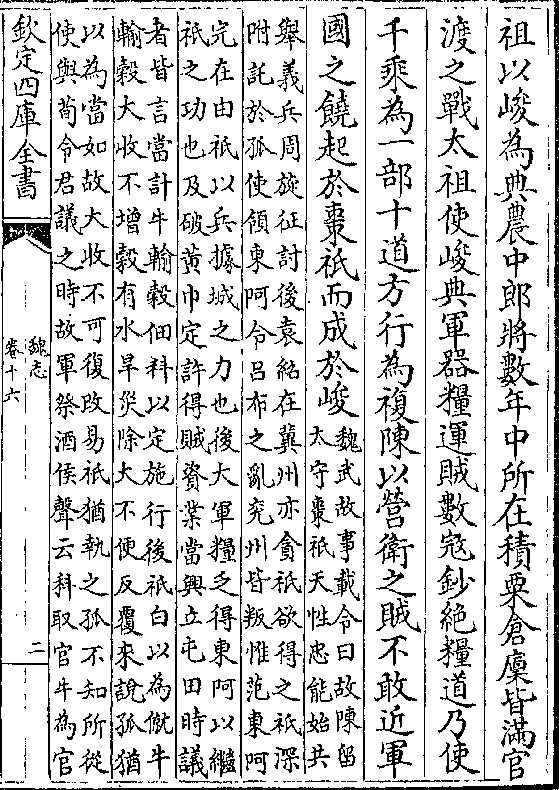 祖以峻為典農中郎將數年中所在積粟倉廩皆滿官
渡之戰太祖使峻典軍器糧運賊數寇鈔絕糧道乃使
千乘為一部十道方行為複陳以營衛之賊不敢近軍
國之饒起於棗祗而成於峻
魏武故事載令曰故陳留
太守棗祗天性忠能始共
舉義兵周旋征討後袁紹在冀州亦貪祗欲得之祗深
附託於孤使領東阿令呂布之亂兖州皆叛惟范東阿
完在由祗以兵據城之力也後大軍糧乏得東阿以繼
祗之功也及破黃巾定許得賊資業當興立屯田時議
者皆言當計牛輸穀佃科以定施行後祗白以為僦牛
輸穀大收不增穀有水旱災除大不便反覆來說孤猶
以為當如故大收不可復改易祗猶執之孤不知所從
使與荀令君議之時故軍祭酒侯聲云科取官牛為官
欽定四庫全書
魏志
卷十六
二